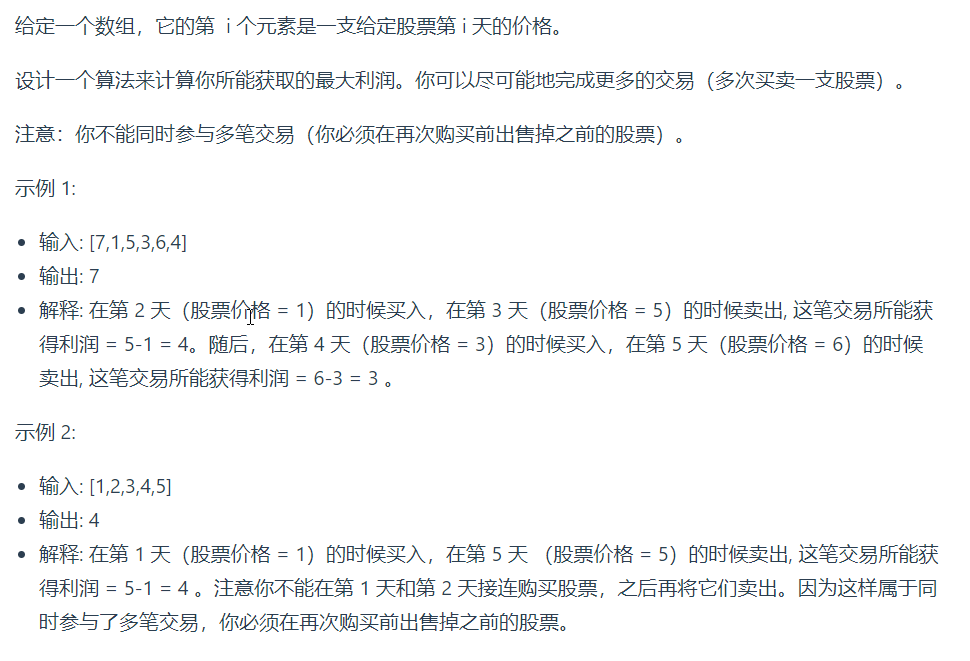 给定一个数组，它的第 i 个元素是一支给定股票第 i 天的价格。
设计一个算法来计算你所能获取的最大利润。你可以尽可能地完成更多的交易（多次买卖一支股票）。
注意：你不能同时参与多笔交易（你必须在再次购买前出售掉之前的股票）。
示例 1:
• 输入: [7,1,5,3,6,4]
• 输出: 7
• 解释: 在第 2 天（股票价格 = 1）的时候买入，在第 3 天（股票价格 = 5）的时候卖出, 这笔交易所能获
得利润 = 5-1 = 4。随后，在第 4 天（股票价格 = 3）的时候买入，在第 5 天（股票价格 = 6）的时候
卖出, 这笔交易所能获得利润 = 6-3 = 3 。
示例 2:
• 输入: [1,2,3,4,5]
• 输出: 4
• 解释: 在第 1 天（股票价格 = 1）的时候买入，在第 5 天 （股票价格 = 5）的时候卖出, 这笔交易所能获
得利润 = 5-1 = 4 。注意你不能在第 1 天和第 2 天接连购买股票，之后再将它们卖出。因为这样属于同
时参与了多笔交易，你必须在再次购买前出售掉之前的股票。